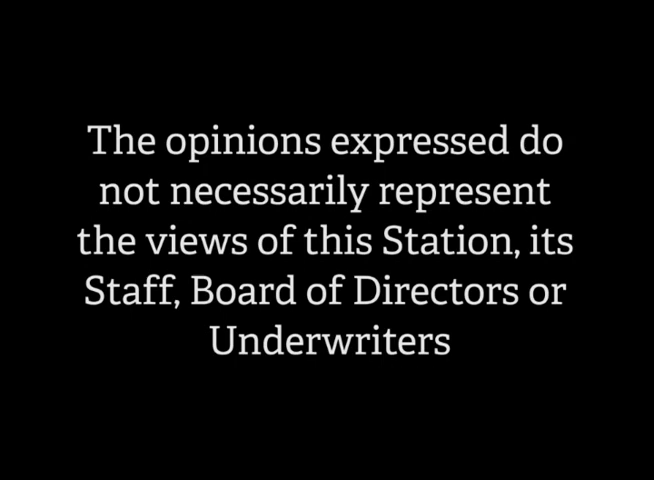 The opinions expressed do
not necessarily represent
the views of this Station, its
Staff, Board of Directors or
Underwriters